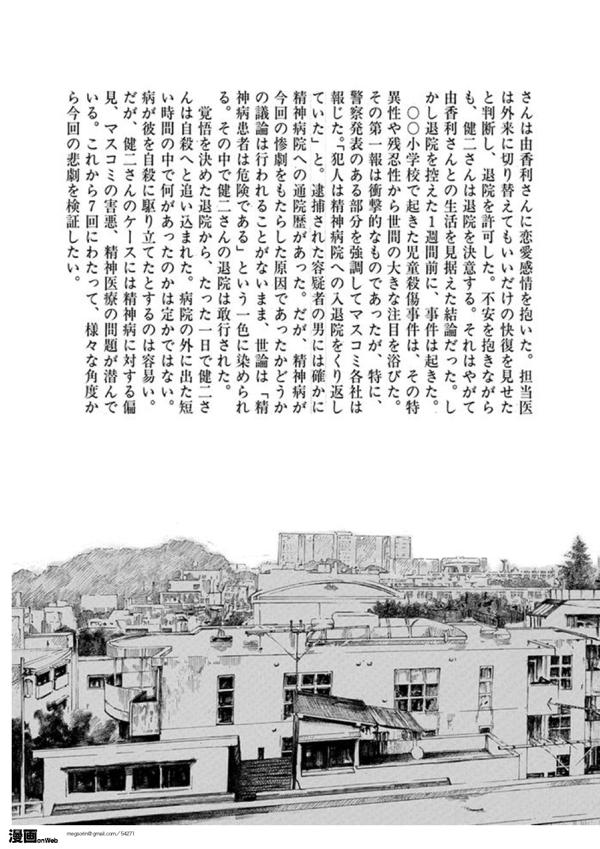 さんは由香利さんに恋愛感情を抱いた。担当医
は外来に切り替えてもいいだけの快復を見せた
と判断し、退院を許可した。不安を抱きながら
も、健二さんは退院を決意する。それはやがて
由香利さんとの生活を見据えた結論だった。し
かし退院を控えた1週間前に、事件は起きた。
〇〇小学校で起きた児童殺傷事件は、その特
異性や残忍性から世間の大きな注目を浴びた。
その第一報は衝撃的なものであったが、特に、
警察発表のある部分を強調してマスコミ各社は
報じた。「犯人は精神病院への入退院をくり返し
ていた」と。逮捕された容疑者の男には確かに
精神病院への通院歴があった。だが、精神病が
今回の惨劇をもたらした原因であったかどうか
の議論は行われることがないまま、世論は「精
神病患者は危険である」という一色に染められ
る。その中で健二さんの退院は敢行された。
覚悟を決めた退院から、たった一日で健二さ
んは自殺へと追い込まれた。病院の外に出た短
い時間の中で何があったのかは定かではない。
病が彼を自殺に駆り立てたとするのは容易い。
だが、健二さんのケースには精神病に対する偏
見、マスコミの害悪、精神医療の問題が潜んで
いる。これから7回にわたって、様々な角度か
ら今回の悲劇を検証したい。
漫画onWeb
megaorin@gmail.com/54271